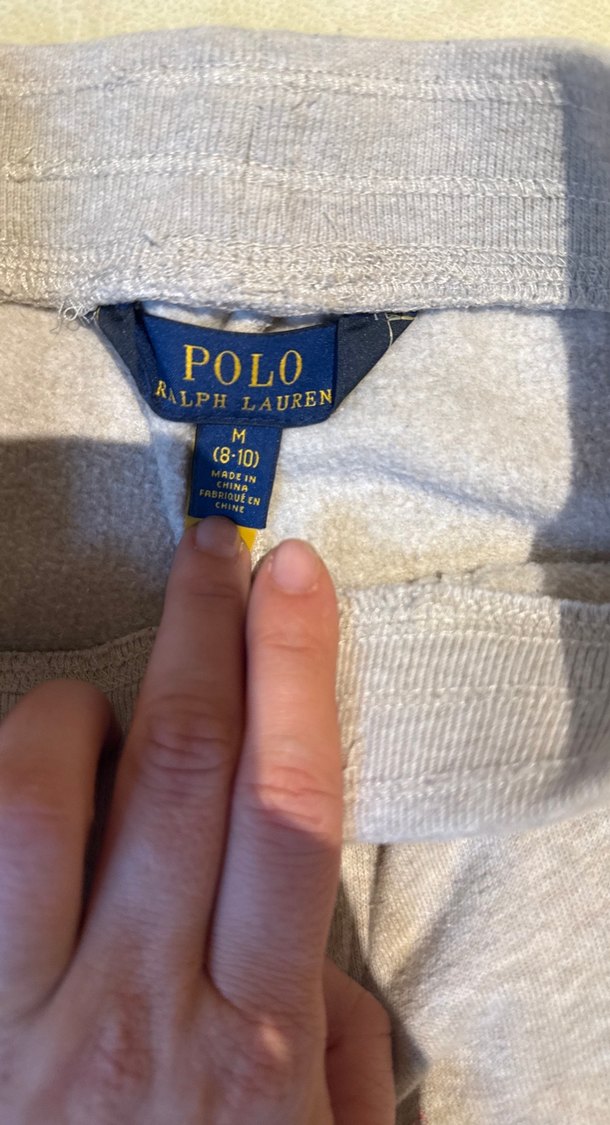 POLO
RALPH LAUREN
M
(8-10)
MADE IN
CHINA
FABRIQUÉ EN
CHINE